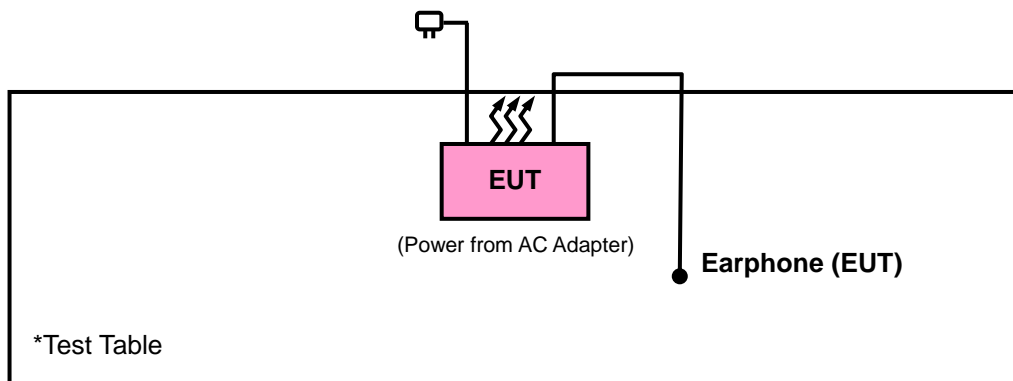 EUT
(Power from AC Adapter)
Earphone (EUT)
*Test Table